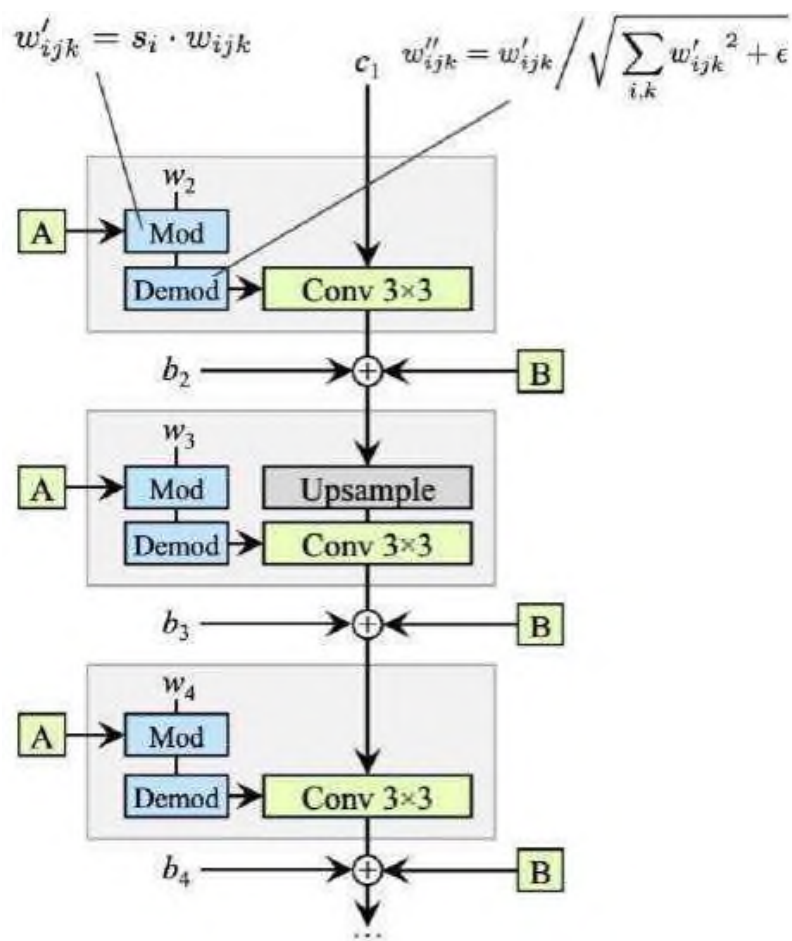 w′ᵢⱼₖ = sᵢ · wᵢⱼₖ
c₁
w″ᵢⱼₖ = w′ᵢⱼₖ / √ ∑ᵢ,ₖ w′ᵢⱼₖ² + ϵ
w₂
A
Mod
Demod
Conv 3×3
b₂
+
B
w₃
A
Mod
Upsample
Demod
Conv 3×3
b₃
+
B
w₄
A
Mod
Demod
Conv 3×3
b₄
+
B
...